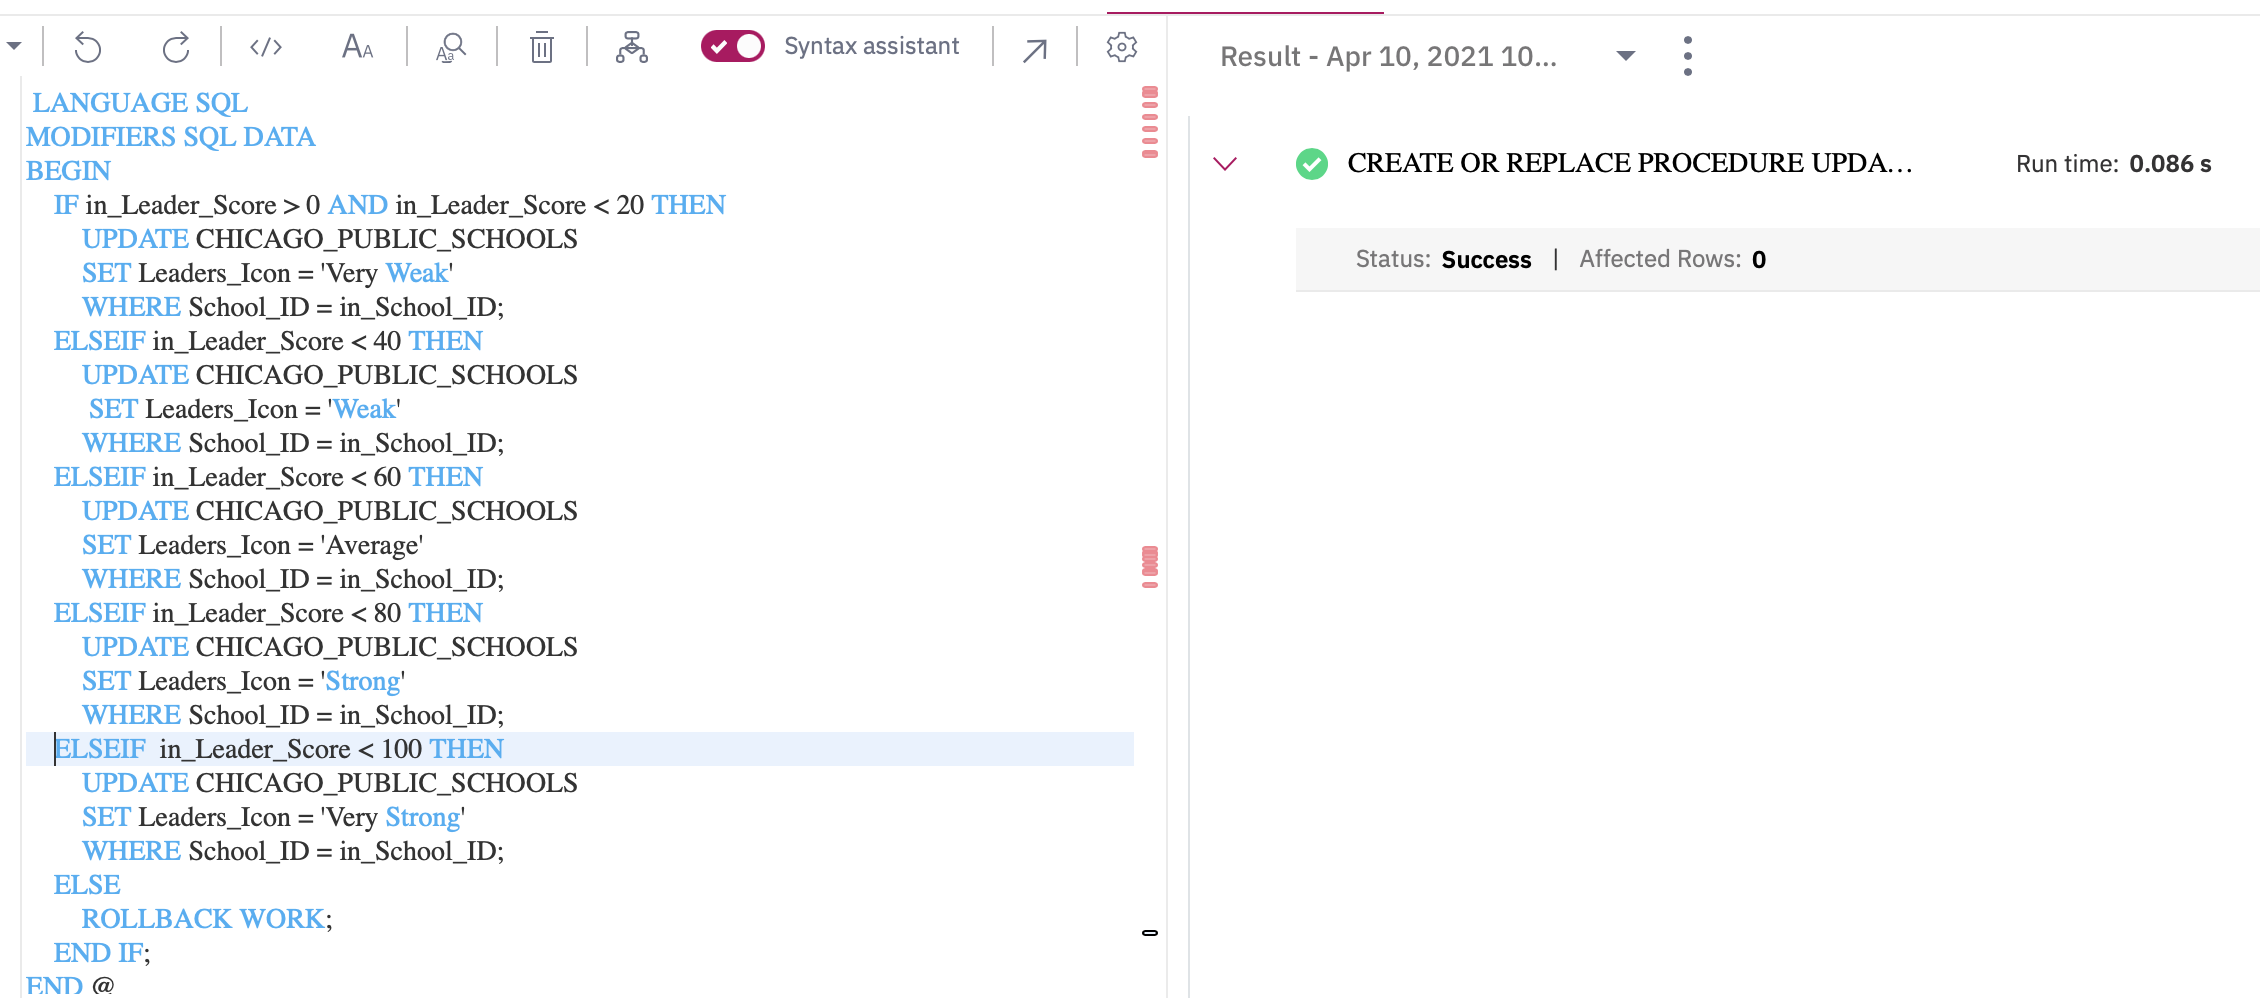 Syntax assistant
LANGUAGE SQL
MODIFIERS SQL DATA
BEGIN
IF in_Leader_Score > 0 AND in_Leader_Score < 20 THEN
UPDATE CHICAGO_PUBLIC_SCHOOLS
SET Leaders_Icon = 'Very Weak'
WHERE School_ID = in_School_ID;
ELSEIF in_Leader_Score < 40 THEN
UPDATE CHICAGO_PUBLIC_SCHOOLS
SET Leaders_Icon = 'Weak'
WHERE School_ID = in_School_ID;
ELSEIF in_Leader_Score < 60 THEN
UPDATE CHICAGO_PUBLIC_SCHOOLS
SET Leaders_Icon = 'Average'
WHERE School_ID = in_School_ID;
ELSEIF in_Leader_Score < 80 THEN
UPDATE CHICAGO_PUBLIC_SCHOOLS
SET Leaders_Icon = 'Strong'
WHERE School_ID = in_School_ID;
ELSEIF  in_Leader_Score < 100 THEN
UPDATE CHICAGO_PUBLIC_SCHOOLS
SET Leaders_Icon = 'Very Strong'
WHERE School_ID = in_School_ID;
ELSE
ROLLBACK WORK;
END IF;
END @
Result - Apr 10, 2021 10...
CREATE OR REPLACE PROCEDURE UPDA... Run time: 0.086 s
Status: Success | Affected Rows: 0